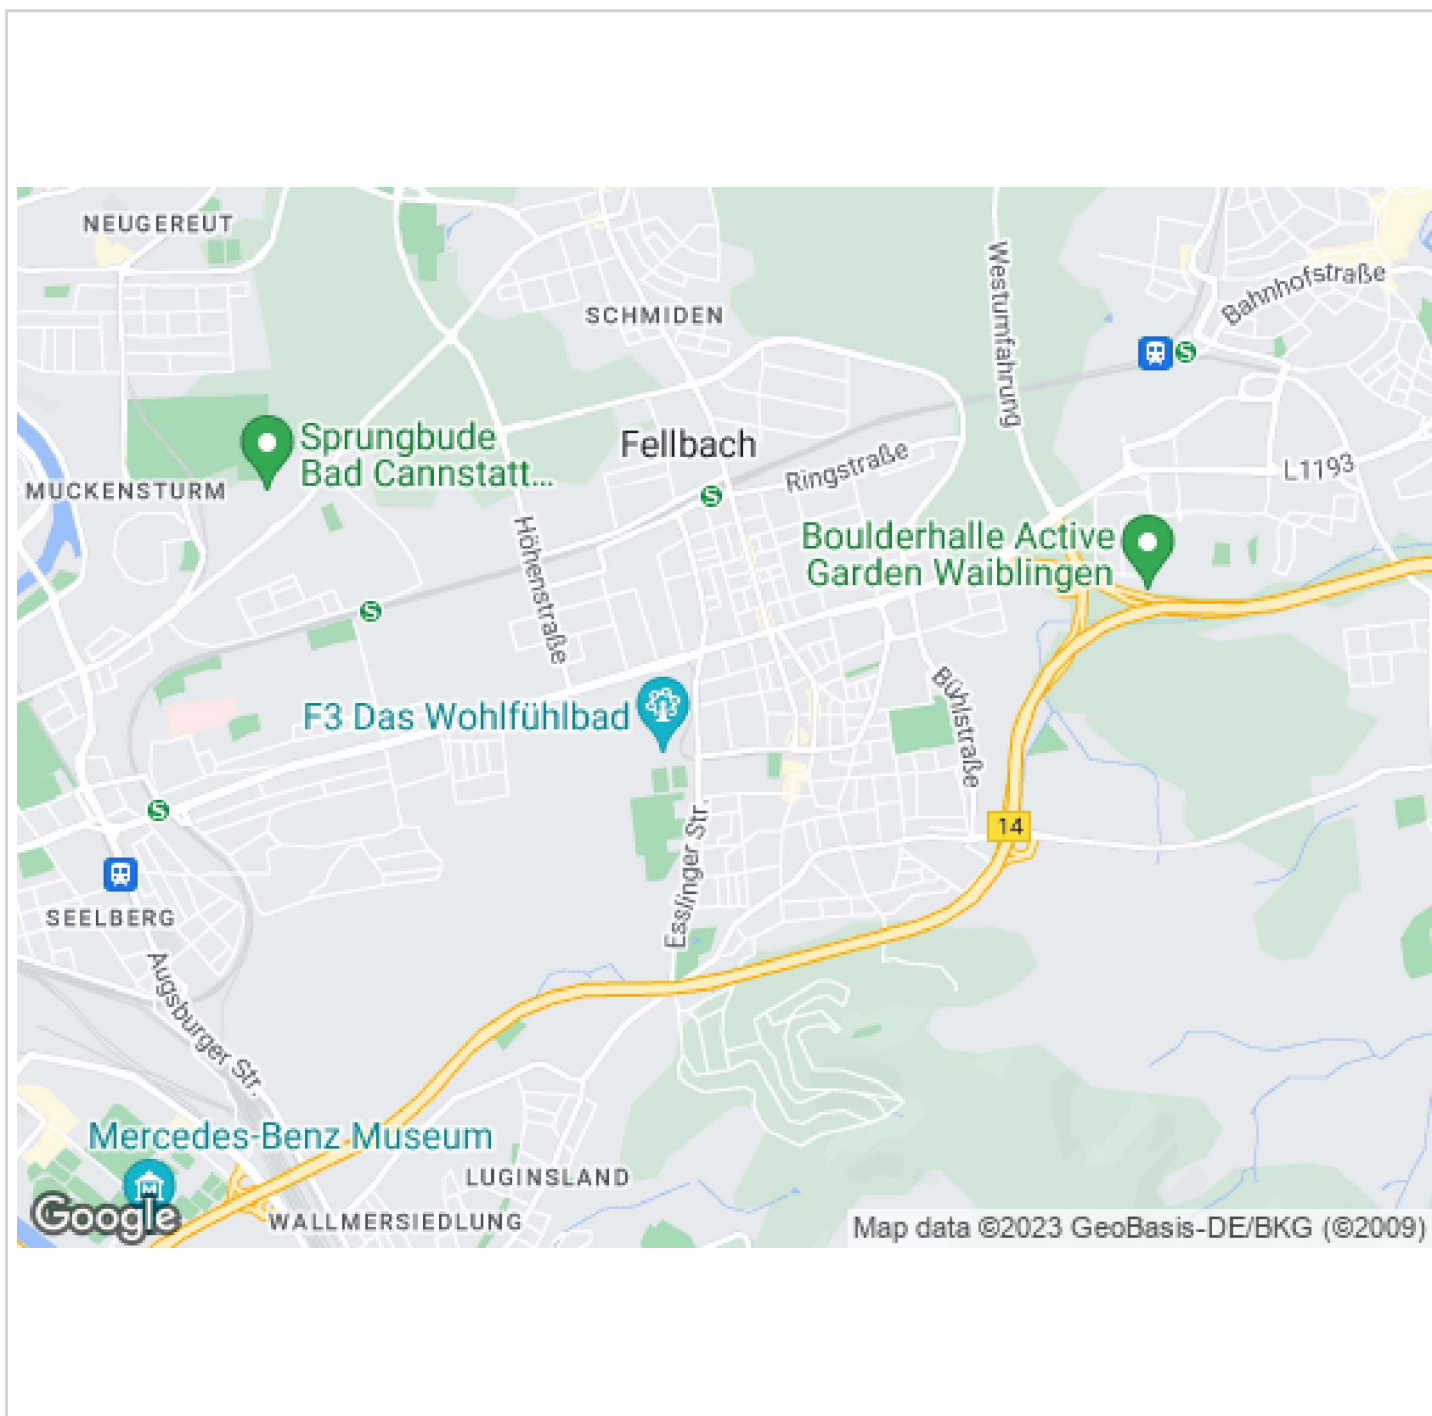 NEUGEREUT
SCHMIDEN
Westumfahrung
Bahnhofstraße
S
Sprungbude
Bad Cannstatt...
Fellbach
Ringstraße
L1193
MUCKENSTURM
S
Höhenstraße
Boulderhalle Active
Garden Waiblingen
S
Bühlstraße
F3 Das Wohlfühlbad
S
14
Esslinger Str.
SEELBERG
Augsburger Str.
Mercedes-Benz Museum
M
LUGINSLAND
Google
WALLMERSIEDLUNG
Map data ©2023 GeoBasis-DE/BKG (©2009)